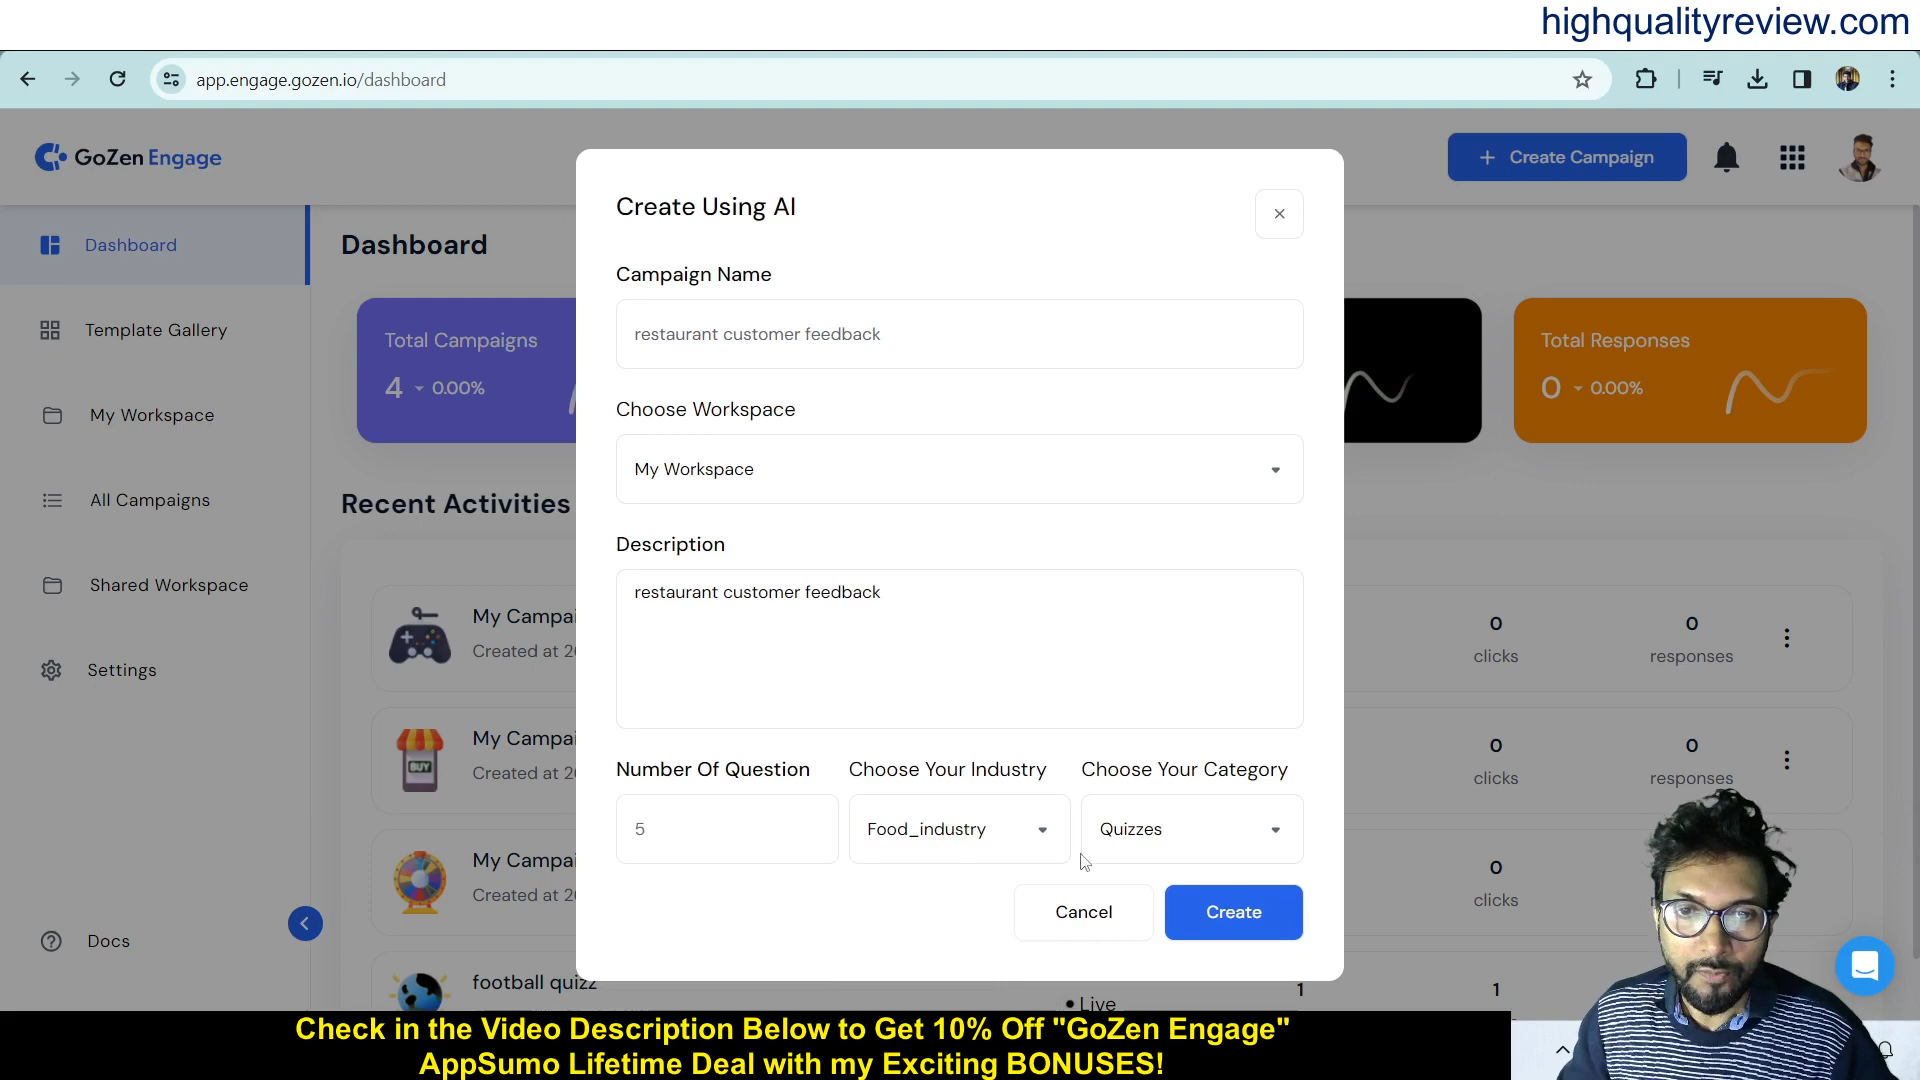 highqualityreview.com
app.engage.gozen.io/dashboard
GoZen Engage
Create Campaign
Dashboard
Template Gallery
My Workspace
All Campaigns
Shared Workspace
Settings
Docs
Dashboard
Total Campaigns
4 0.00%
Total Responses
0 0.00%
Recent Activities
My Campai
Created at 2
0 0
clicks responses
My Campai
Created at 2
BUY
0 0
clicks responses
My Campai
Created at 2
0
clicks
football quizz
Live
1 1
Create Using AI
Campaign Name
restaurant customer feedback
Choose Workspace
My Workspace
Description
restaurant customer feedback
Number Of Question Choose Your Industry Choose Your Category
5 Food_industry Quizzes
Cancel Create
Check in the Video Description Below to Get 10% Off "GoZen Engage"
AppSumo Lifetime Deal with my Exciting BONUSES!